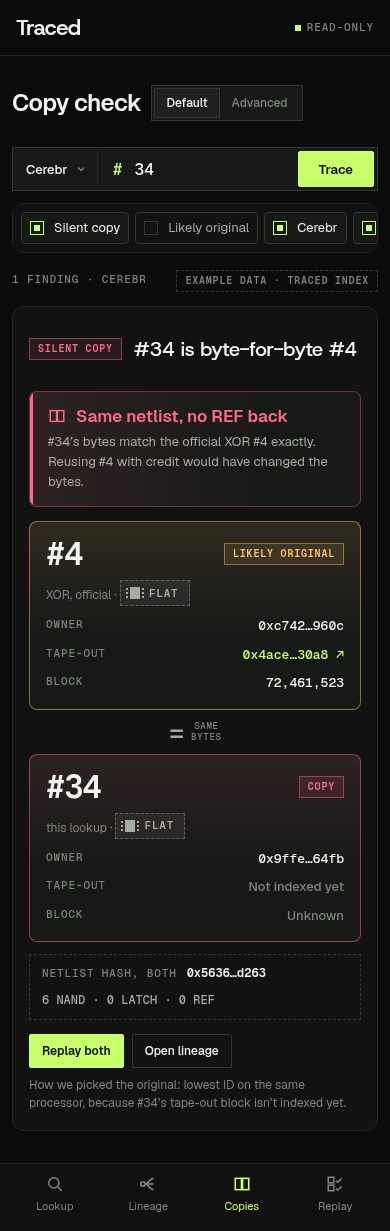 Traced
READ-ONLY
Copy check
Default
Advanced
Cerebr
# 34
Trace
Silent copy
Likely original
Cerebr
1 FINDING · CEREBR
EXAMPLE DATA · TRACED INDEX
SILENT COPY
#34 is byte-for-byte #4
Same netlist, no REF back
#34's bytes match the official XOR #4 exactly.
Reusing #4 with credit would have changed the
bytes.
#4
LIKELY ORIGINAL
XOR, official · FLAT
OWNER 0xc742…960c
TAPE-OUT 0x4ace…30a8 ↗
BLOCK 72,461,523
= SAME
BYTES
#34
COPY
this lookup · FLAT
OWNER 0x9ffe…64fb
TAPE-OUT Not indexed yet
BLOCK Unknown
NETLIST HASH, BOTH 0x5636…d263
6 NAND · 0 LATCH · 0 REF
Replay both
Open lineage
How we picked the original: lowest ID on the same
processor, because #34's tape-out block isn't indexed yet.
Lookup
Lineage
Copies
Replay